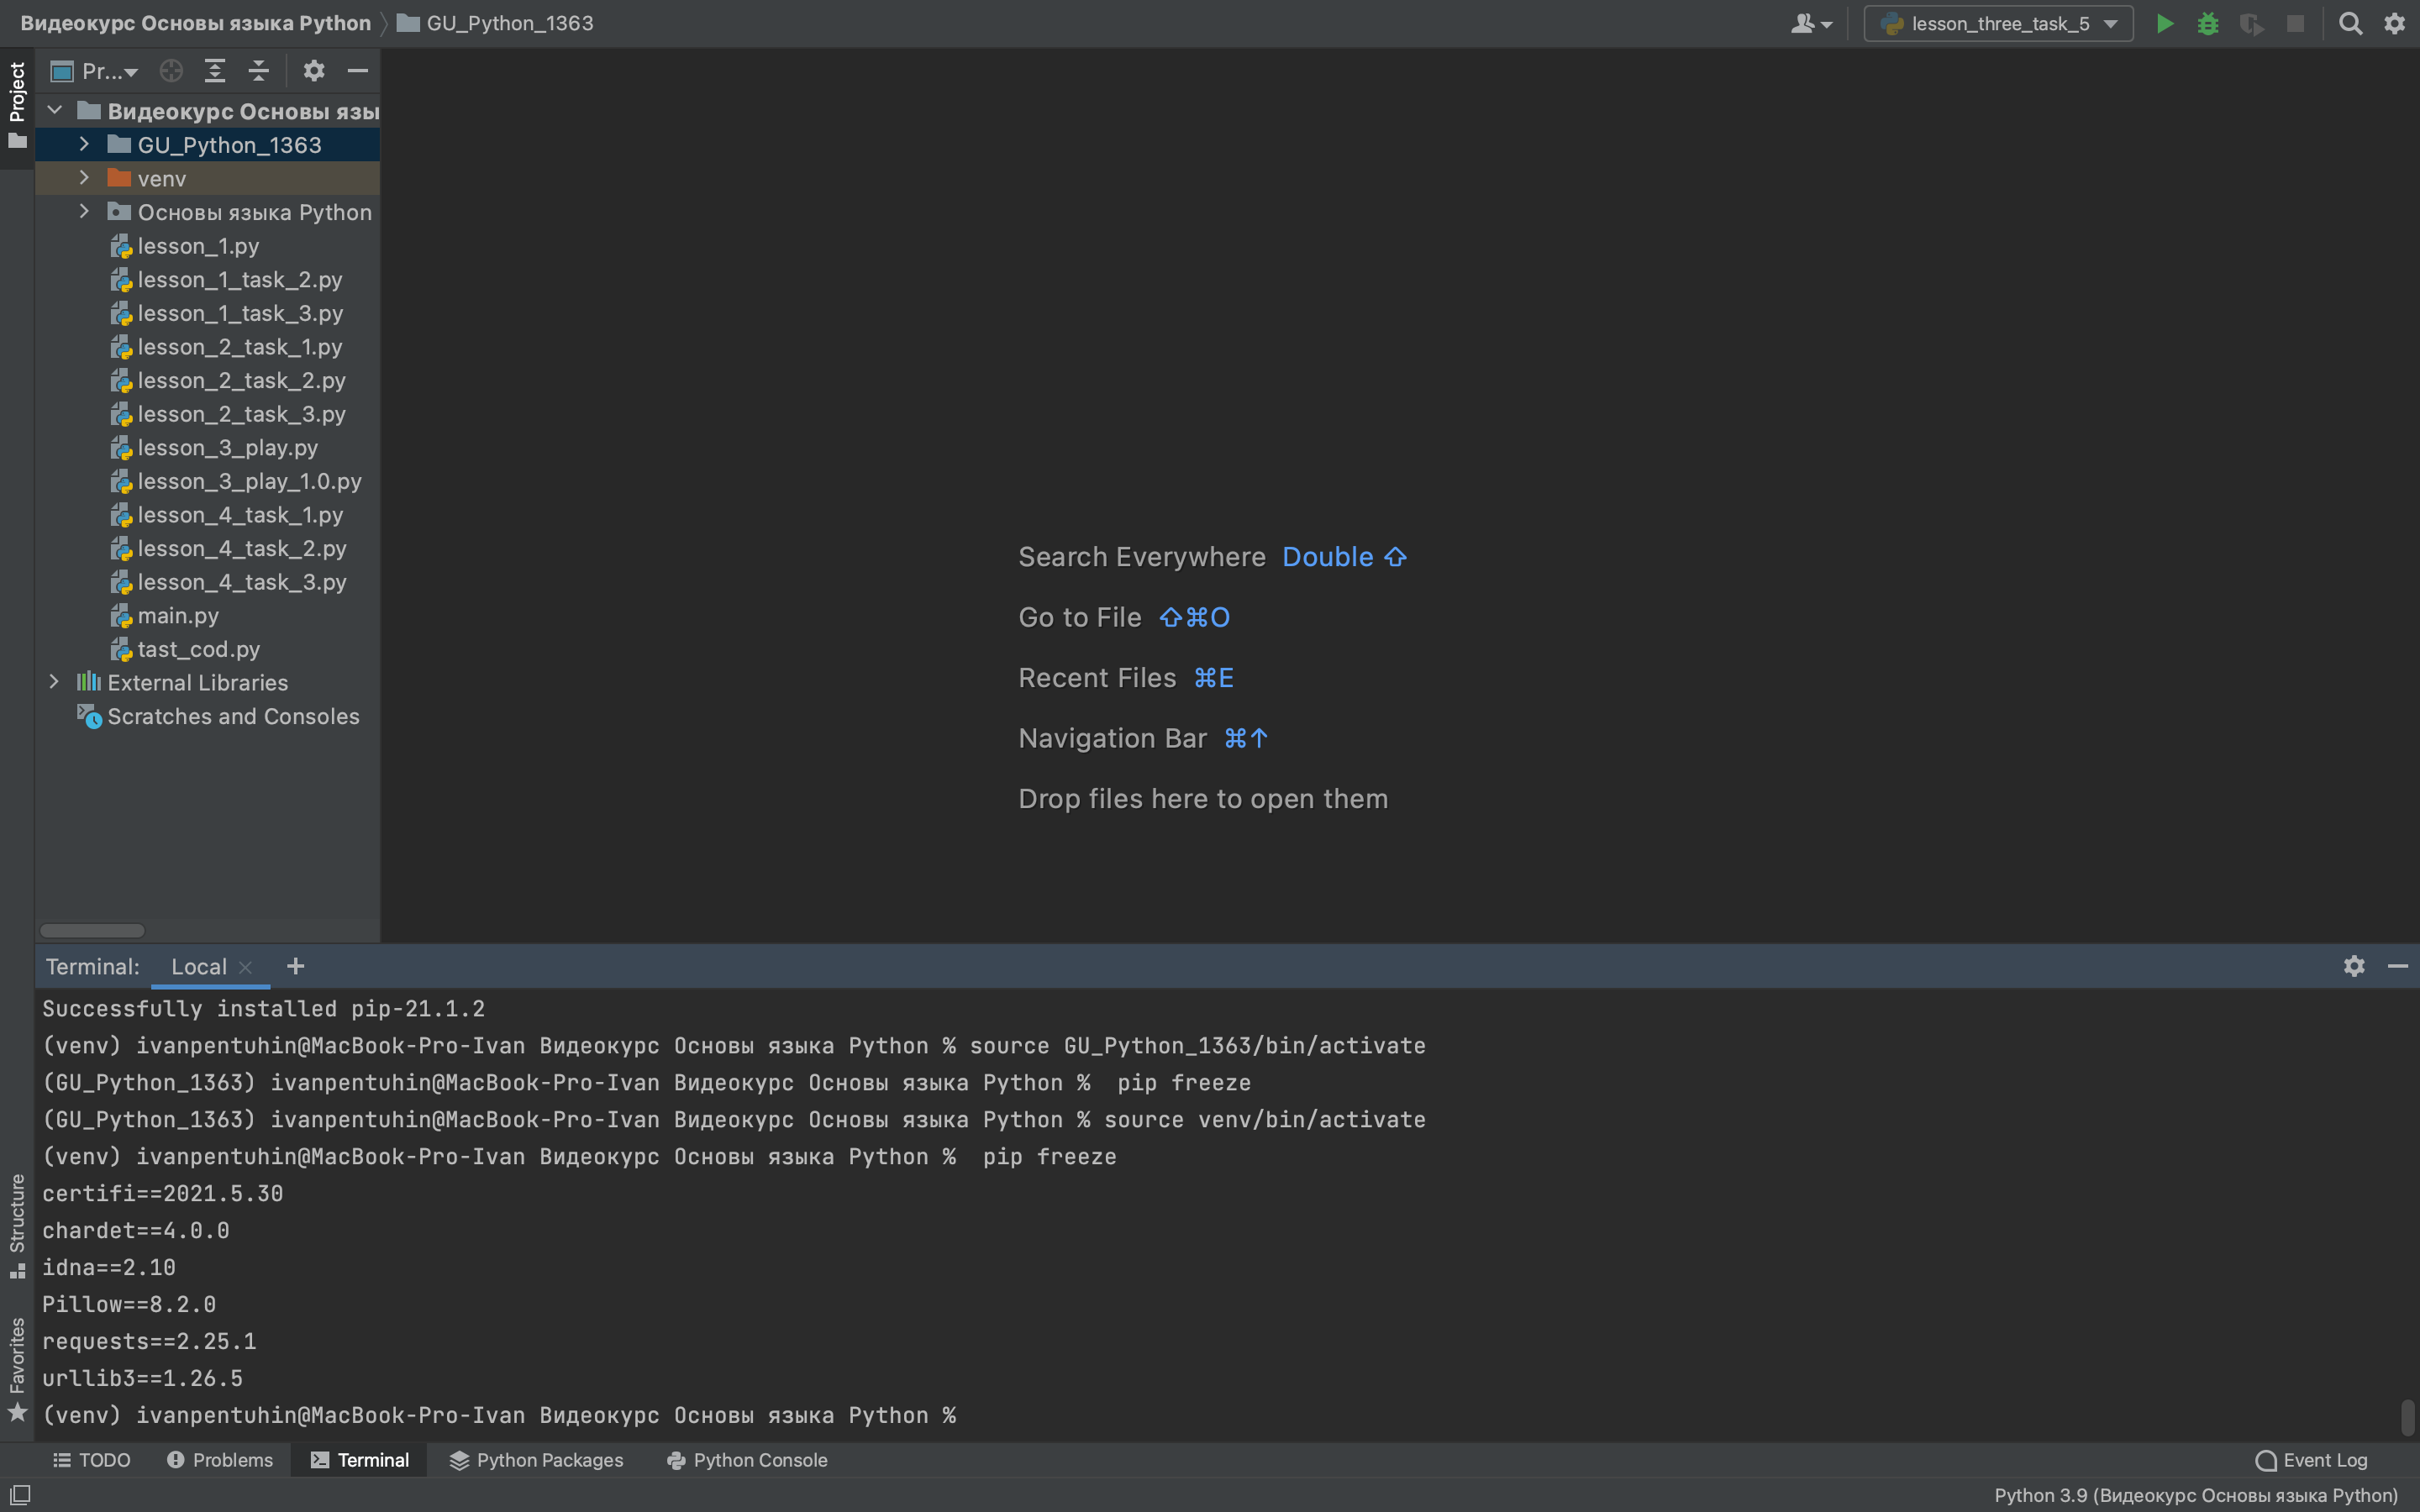 Видеокурс Основы языка Python GU_Python_1363 lesson_three_task_5
Project
Pr...
Видеокурс Основы язы
GU_Python_1363
venv
Основы языка Python
lesson_1.py
lesson_1_task_2.py
lesson_1_task_3.py
lesson_2_task_1.py
lesson_2_task_2.py
lesson_2_task_3.py
lesson_3_play.py
lesson_3_play_1.0.py
lesson_4_task_1.py
lesson_4_task_2.py
lesson_4_task_3.py
main.py
tast_cod.py
External Libraries
Scratches and Consoles
Search Everywhere Double ⇧
Go to File ⇧⌘O
Recent Files ⌘E
Navigation Bar ⌘↑
Drop files here to open them
Terminal: Local
Successfully installed pip-21.1.2
(venv) ivanpentuhin@MacBook-Pro-Ivan Видеокурс Основы языка Python % source GU_Python_1363/bin/activate
(GU_Python_1363) ivanpentuhin@MacBook-Pro-Ivan Видеокурс Основы языка Python %  pip freeze
(GU_Python_1363) ivanpentuhin@MacBook-Pro-Ivan Видеокурс Основы языка Python % source venv/bin/activate
(venv) ivanpentuhin@MacBook-Pro-Ivan Видеокурс Основы языка Python %  pip freeze
certifi==2021.5.30
chardet==4.0.0
idna==2.10
Pillow==8.2.0
requests==2.25.1
urllib3==1.26.5
(venv) ivanpentuhin@MacBook-Pro-Ivan Видеокурс Основы языка Python %
Structure
Favorites
TODO Problems Terminal Python Packages Python Console Event Log
Python 3.9 (Видеокурс Основы языка Python)